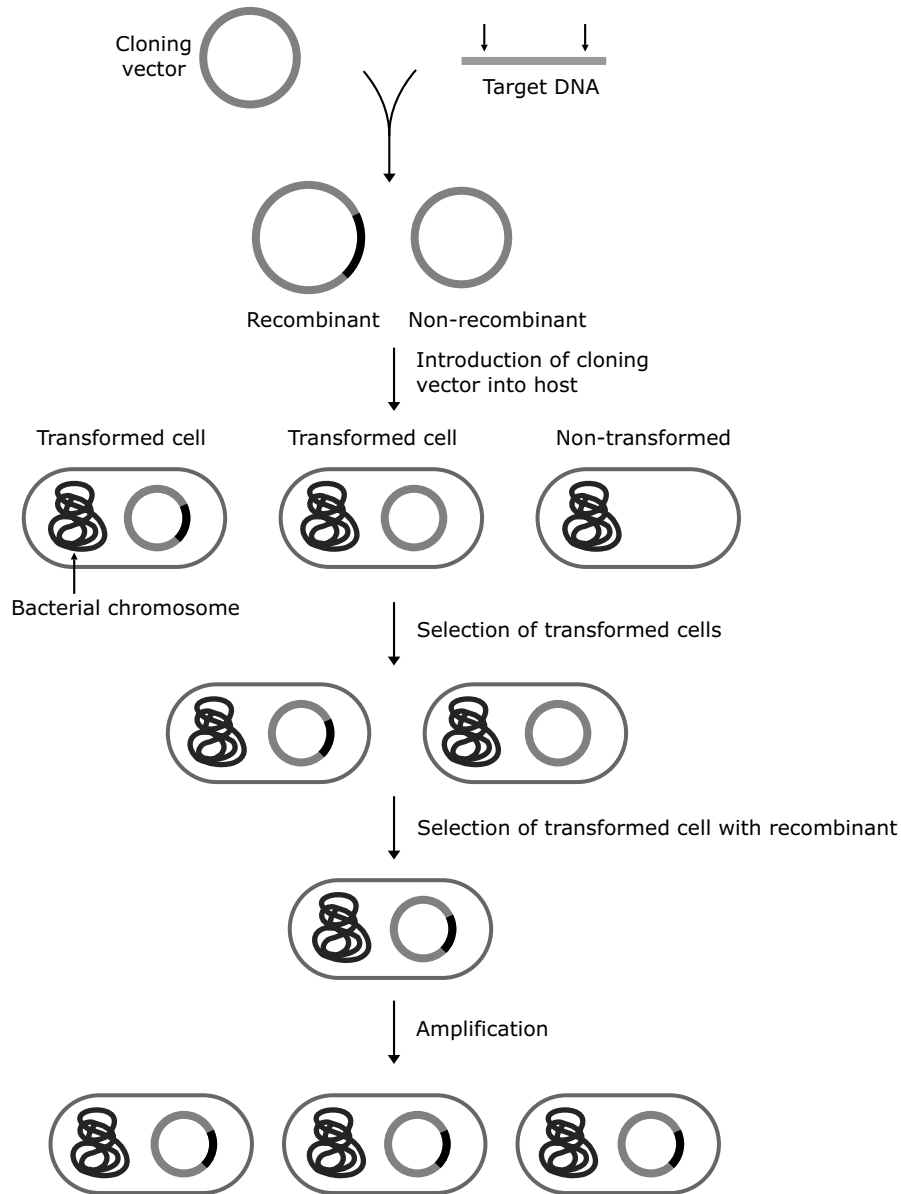 Cloning
vector
Target DNA
Recombinant
Non-recombinant
Introduction of cloning
vector into host
Transformed cell
Transformed cell
Non-transformed
Bacterial chromosome
Selection of transformed cells
Selection of transformed cell with recombinant
Amplification